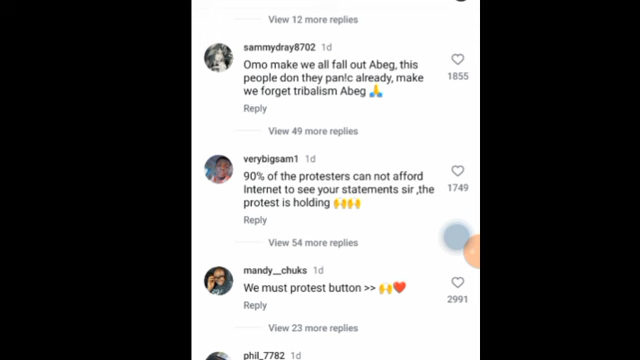 View 12 more replies
sammydray8702 1d
Omo make we all fall out Abeg, this
people don they pan!c already, make
we forget tribalism Abeg 🙏
1855
Reply
View 49 more replies
verybigsam1 1d
90% of the protesters can not afford
Internet to see your statements sir ,the
protest is holding 🙌🙌
1749
Reply
View 54 more replies
mandy__chuks 1d
We must protest button >> 🙌❤️
2991
Reply
View 23 more replies
phil_7782 1d